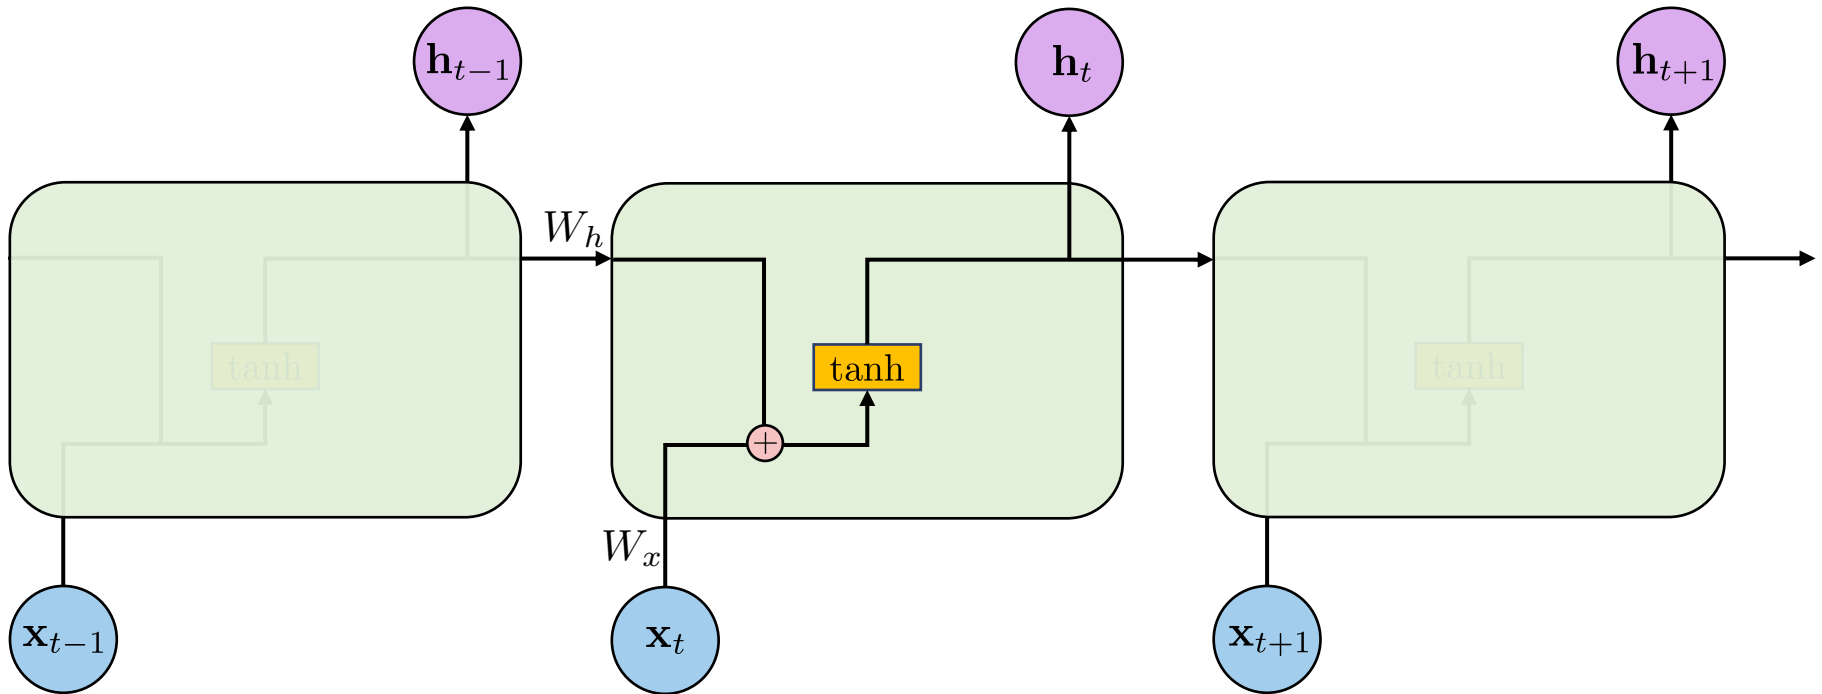 h_{t-1} h_t h_{t+1}
W_h
tanh tanh tanh
+
W_x
x_{t-1} x_t x_{t+1}